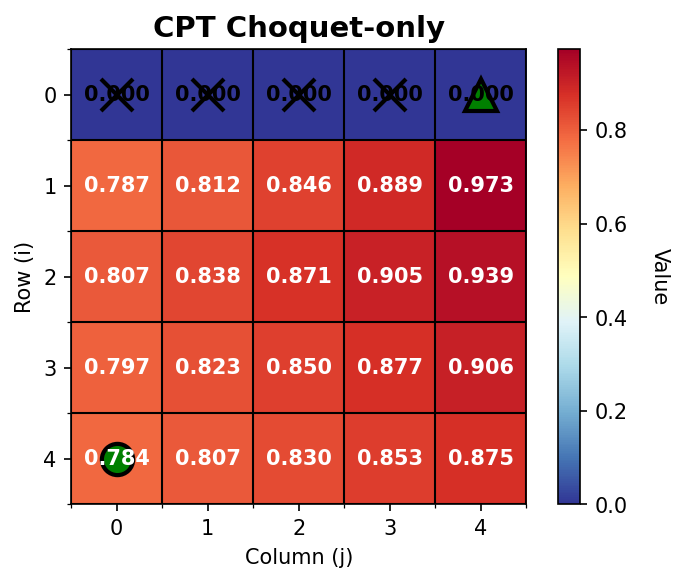 CPT Choquet-only
0 0.000 0.000 0.000 0.000 0.000
1 0.787 0.812 0.846 0.889 0.973
2 0.807 0.838 0.871 0.905 0.939
3 0.797 0.823 0.850 0.877 0.906
4 0.784 0.807 0.830 0.853 0.875
0 1 2 3 4
Column (j)
Row (i)
0.8
0.6
0.4
0.2
0.0
Value